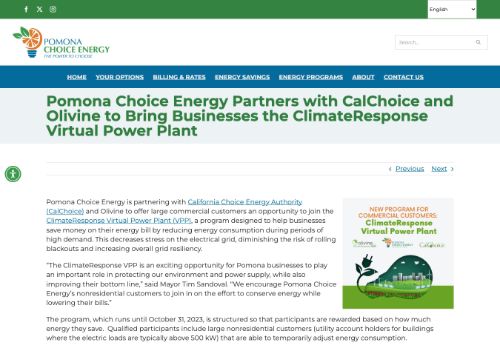 English
POMONA
CHOICE ENERGY
THE POWER TO CHOOSE
Search...
HOME YOUR OPTIONS BILLING & RATES ENERGY SAVINGS ENERGY PROGRAMS ABOUT CONTACT US
Pomona Choice Energy Partners with CalChoice and
Olivine to Bring Businesses the ClimateResponse
Virtual Power Plant
Previous Next
Pomona Choice Energy is partnering with California Choice Energy Authority
(CalChoice) and Olivine to offer large commercial customers an opportunity to join the
ClimateResponse Virtual Power Plant (VPP), a program designed to help businesses
save money on their energy bill by reducing energy consumption during periods of
high demand. This decreases stress on the electrical grid, diminishing the risk of rolling
blackouts and increasing overall grid resiliency.
NEW PROGRAM FOR
COMMERCIAL CUSTOMERS:
ClimateResponse
Virtual Power Plant
olivine
POMONA
CHOICE ENERGY
CALCHOICE
“The ClimateResponse VPP is an exciting opportunity for Pomona businesses to play
an important role in protecting our environment and power supply, while also
improving their bottom line,” said Mayor Tim Sandoval. “We encourage Pomona Choice
Energy’s nonresidential customers to join in on the effort to conserve energy while
lowering their bills.”
The program, which runs until October 31, 2023, is structured so that participants are rewarded based on how much
energy they save.  Qualified participants include large nonresidential customers (utility account holders for buildings
where the electric loads are typically above 500 kW) that are able to temporarily adjust energy consumption.